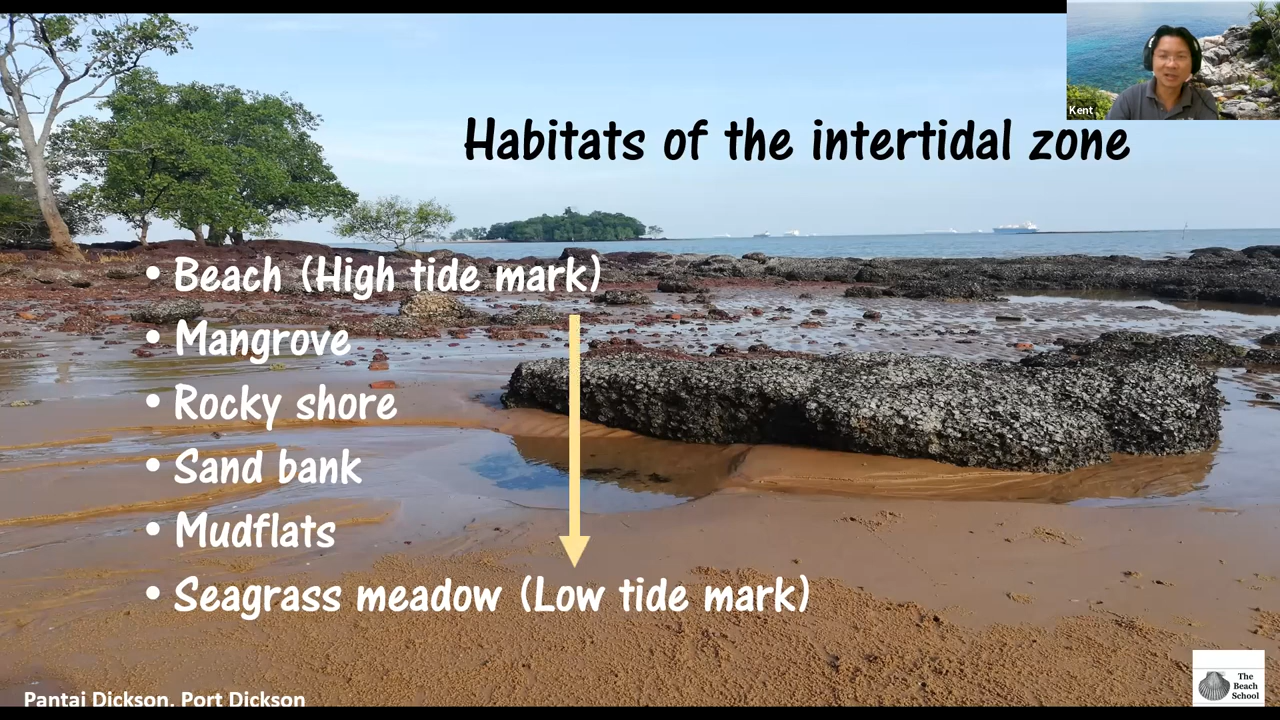 Kent
Habitats of the intertidal zone
• Beach (High tide mark)
• Mangrove
• Rocky shore
• Sand bank
• Mudflats
• Seagrass meadow (Low tide mark)
Pantai Dickson, Port Dickson
The
Beach
School